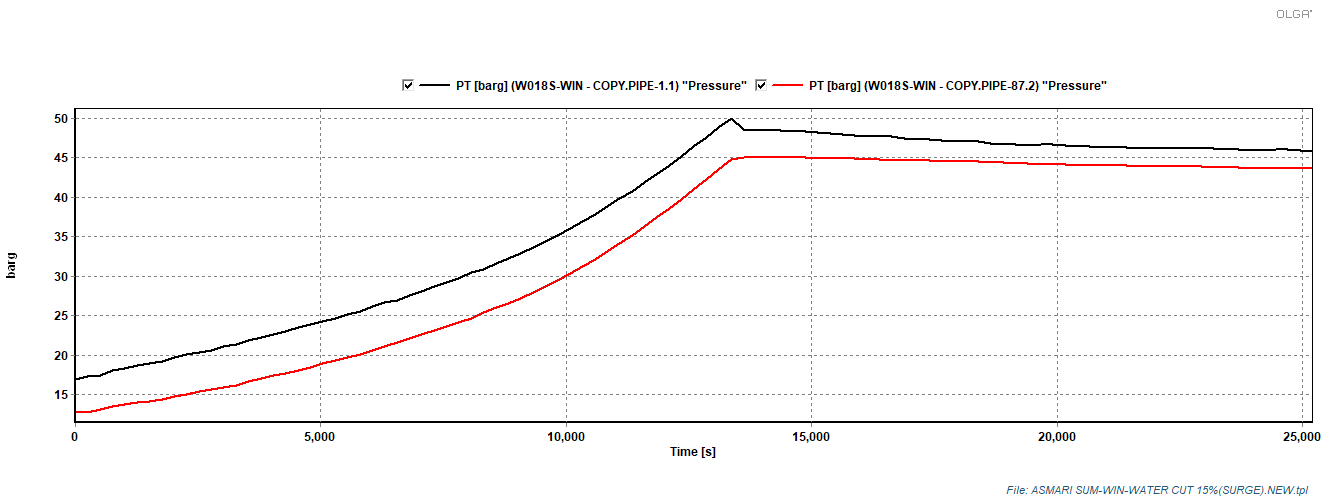 OLGA
PT [barg] (W018S-WIN - COPY.PIPE-1.1) "Pressure" PT [barg] (W018S-WIN - COPY.PIPE-87.2) "Pressure"
50
45
40
35
30
25
20
15
barg
0 5,000 10,000 15,000 20,000 25,000
Time [s]
File: ASMARI SUM-WIN-WATER CUT 15%(SURGE).NEW.tpl